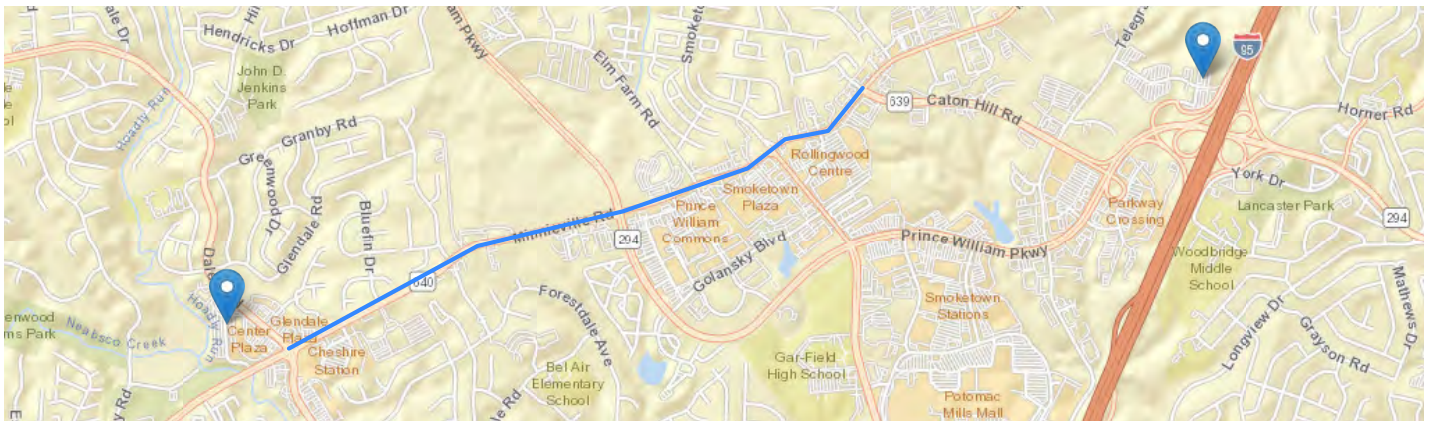 Hendricks Dr
Hoffman Dr
John D.
Jenkins
Park
Hoadly Run
Granby Rd
Greenwood Dr
Glendale Rd
Bluefin Dr
Elm Farm Rd
639
Caton Hill Rd
95
Horner Rd
Rollingwood
Centre
Smoketown
Plaza
Prince
William
Commons
Minnieville Rd
294
Golansky Blvd
Prince William Pkwy
Parkway
Crossing
York Dr
Lancaster Park
294
Woodbridge
Middle
School
Mathews Dr
640
Hoadly Run
Neabsco Creek
Center
Plaza
Glendale
Cheshire
Station
Forestdale Ave
Bel Air
Elementary
School
Smoketown
Stations
Gar-Field
High School
Potomac
Mills Mall
Longview Dr
Grayson Rd